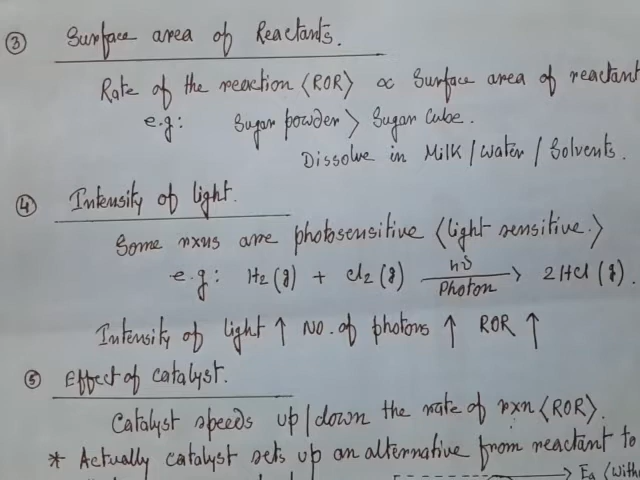 ③ Surface area of Reactants.
Rate of the reaction <ROR> ∝ Surface area of reactant
e.g: Sugar powder > Sugar Cube.
Dissolve in Milk / Water / Solvents.
④ Intensity of light.
Some rxns are photosensitive <light sensitive.>
e.g: H2(g) + Cl2(g) hν Photon → 2HCl(g).
Intensity of light ↑ No. of photons ↑ ROR ↑
⑤ Effect of catalyst.
Catalyst speeds up / down the rate of rxn <ROR>.
* Actually catalyst sets up an alternative from reactant to
Ea <With